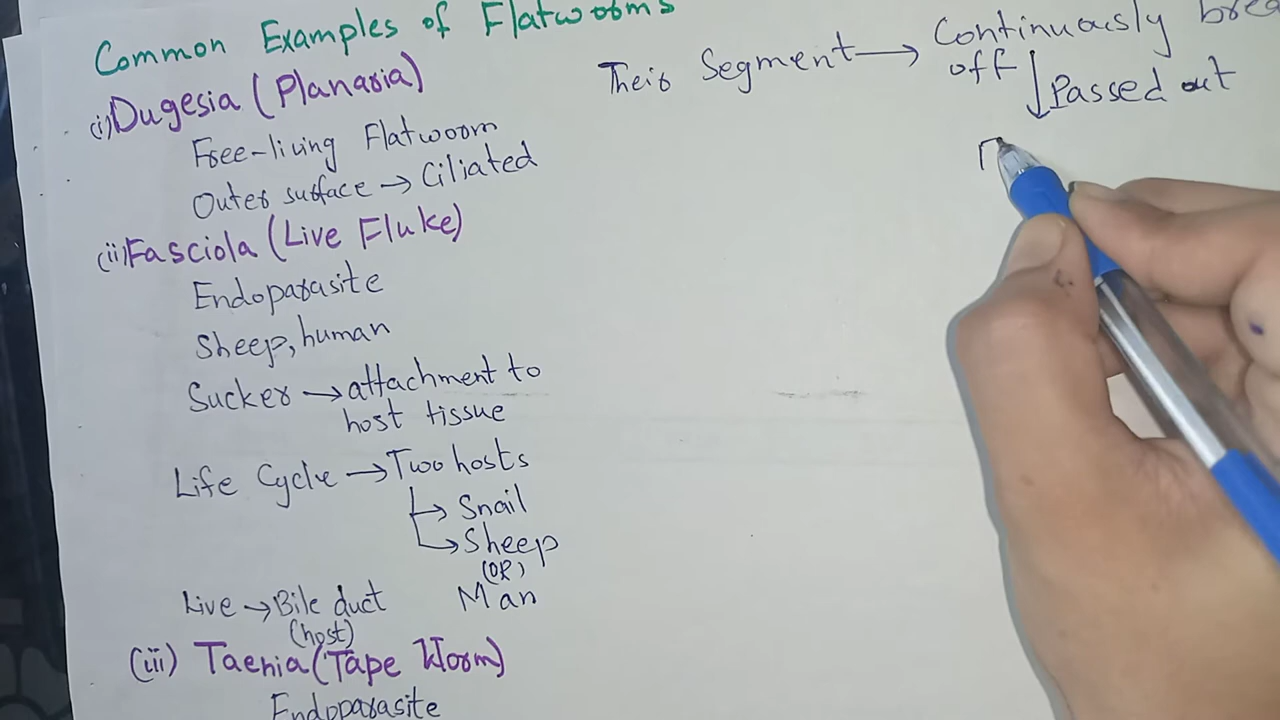 Common Examples of Flatworms
(i) Dugesia (Planaria)
Free-living Flatworm
Outer surface → Ciliated
(ii) Fasciola (Live Fluke)
Endoparasite
Sheep, human
Sucker → attachment to
host tissue
Life Cycle → Two hosts
→ Snail
→ Sheep
(OR)
Man
Live → Bile duct
(host)
(iii) Taenia (Tape Worm)
Endoparasite
Their Segment → Continuously
off
Passed out